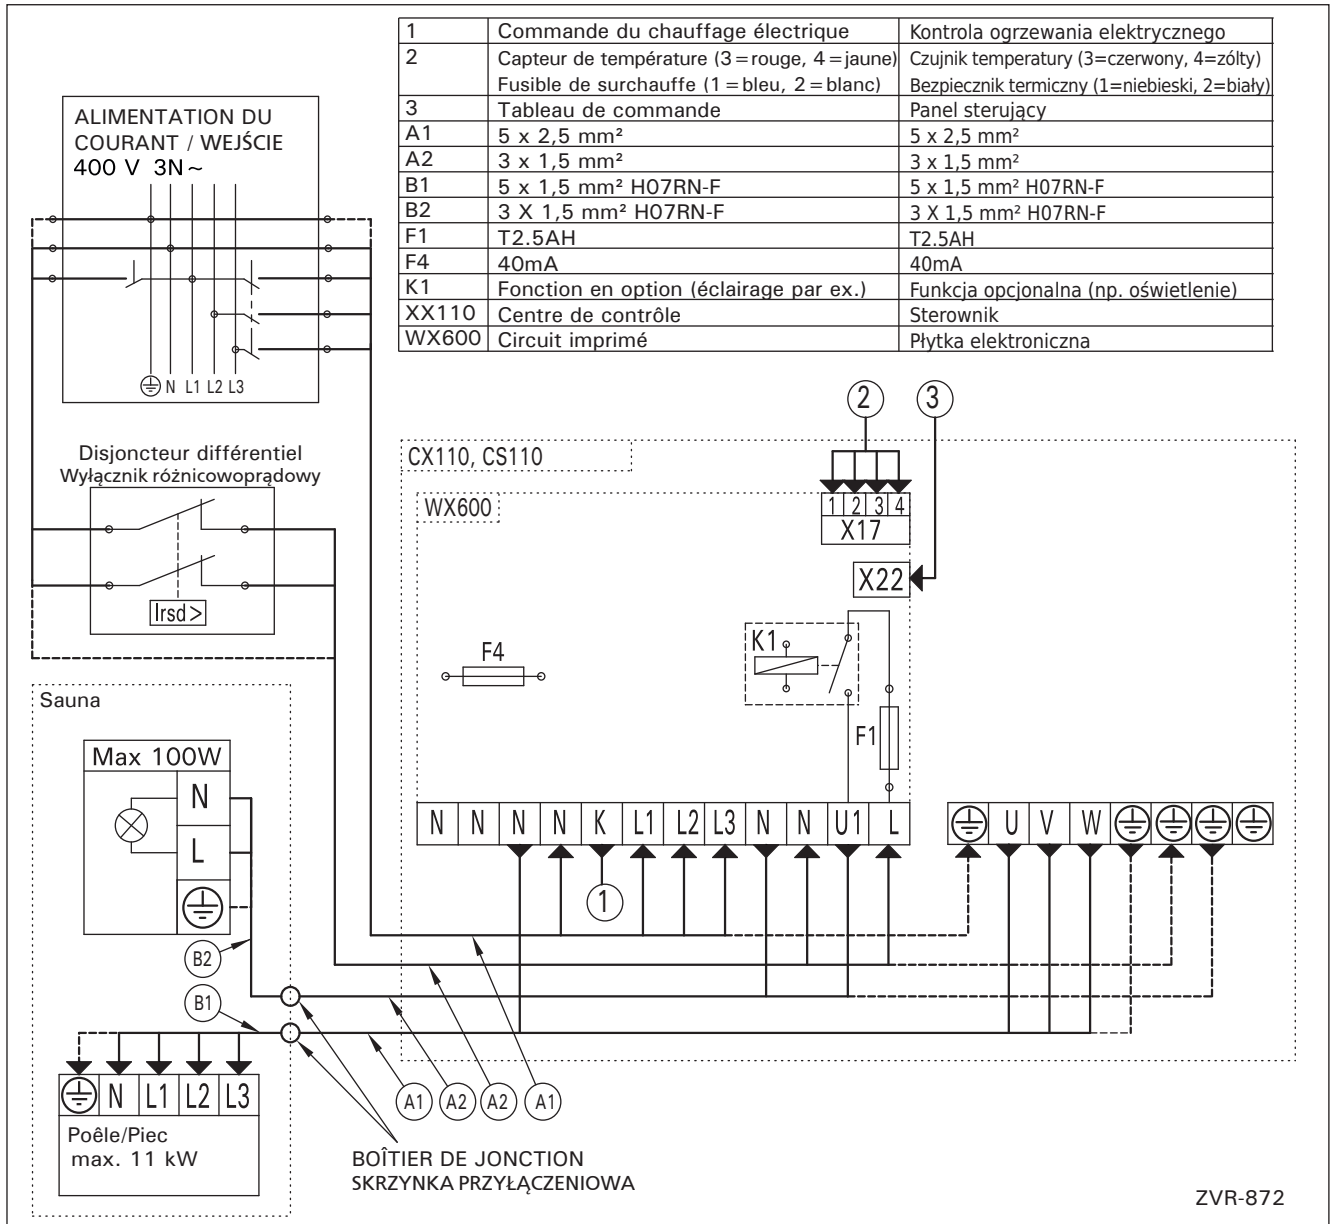 1 Commande du chauffage électrique Kontrola ogrzewania elektrycznego
2 Capteur de température (3=rouge, 4=jaune) Czujnik temperatury (3=czerwony, 4=zólty)
Fusible de surchauffe (1=bleu, 2=blanc) Bezpiecznik termiczny (1=niebieski, 2=biały)
3 Tableau de commande Panel sterujący
A1 5 x 2,5 mm² 5 x 2,5 mm²
A2 3 x 1,5 mm² 3 x 1,5 mm²
B1 5 x 1,5 mm² H07RN-F 5 x 1,5 mm² H07RN-F
B2 3 X 1,5 mm² H07RN-F 3 X 1,5 mm² H07RN-F
F1 T2.5AH T2.5AH
F4 40mA 40mA
K1 Fonction en option (éclairage par ex.) Funkcja opcjonalna (np. oświetlenie)
XX110 Centre de contrôle Sterownik
WX600 Circuit imprimé Płytka elektroniczna
ALIMENTATION DU
COURANT / WEJŚCIE
400 V 3N~
N L1 L2 L3
Disjoncteur différentiel
Wyłącznik różnicowoprądowy
Irsd>
2 3
CX110, CS110
WX600
1 2 3 4
X17
X22
K1
F4
F1
N N N N K L1 L2 L3 N N U1 L
U V W
1
Sauna
Max 100W
N
L
B2
B1
N L1 L2 L3
Poêle/Piec
max. 11 kW
A1 A2 A2 A1
BOÎTIER DE JONCTION
SKRZYNKA PRZYŁĄCZENIOWA
ZVR-872